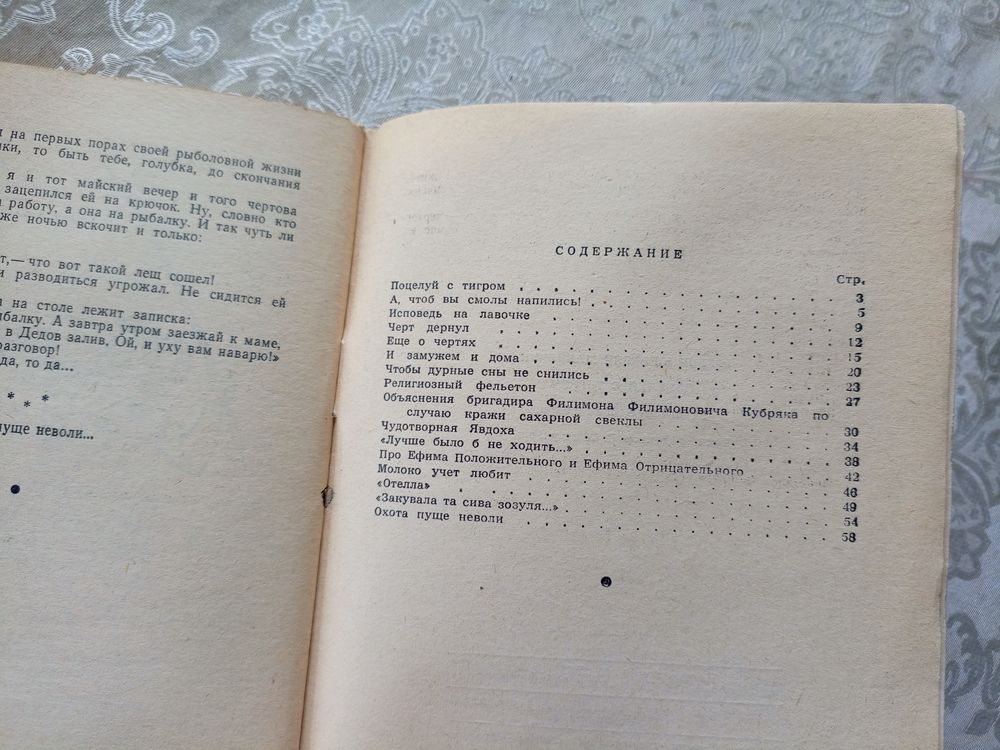 на первых порах своей рыболовной жизни
ки, то быть тебе, голубка, до скончания
я и тот майский вечер и того чертова
зацепился ей на крючок. Ну, словно кто
работу, а она на рыбалку. И так чуть ли
же ночью вскочит и только:
т,— что вот такой лещ сошел!
и разводиться угрожал. Не сидится ей
а на столе лежит записка:
ыбалку. А завтра утром заезжай к маме,
в Дедов залив. Ой, и уху вам наварю!»
разговор!
да, то да...
* * *
пуще неволи...
СОДЕРЖАНИЕ
Стр.
Поцелуй с тигром . . . . . . . . . . 3
А, чтоб вы смолы напились! . . . . . . . . . . 5
Исповедь на лавочке . . . . . . . . . . 9
Черт дернул . . . . . . . . . . 12
Еще о чертях . . . . . . . . . . 15
И замужем и дома . . . . . . . . . . 20
Чтобы дурные сны не снились . . . . . . . . . . 23
Религиозный фельетон . . . . . . . . . . 27
Объяснения бригадира Филимона Филимоновича Кубряка по
случаю кражи сахарной свеклы . . . . . . . . . . 30
Чудотворная Явдоха . . . . . . . . . . 34
«Лучше было б не ходить...» . . . . . . . . . . 38
Про Ефима Положительного и Ефима Отрицательного . . . . 42
Молоко учет любит . . . . . . . . . . 46
«Отелла» . . . . . . . . . . 49
«Закувала та сива зозуля...» . . . . . . . . . . 54
Охота пуще неволи . . . . . . . . . . 58